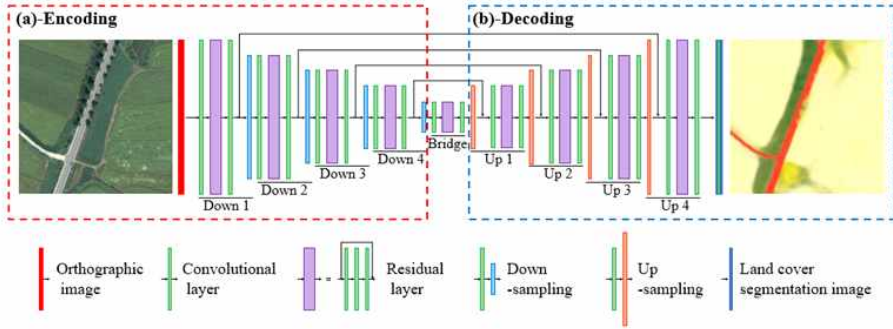 (a)-Encoding
(b)-Decoding
Bridge
Down 4
Up 1
Down 3
Up 2
Down 2
Up 3
Down 1
Up 4
=
Orthographic
image
Convolutional
layer
Residual
layer
Down
-sampling
Up
-sampling
Land cover
segmentation image